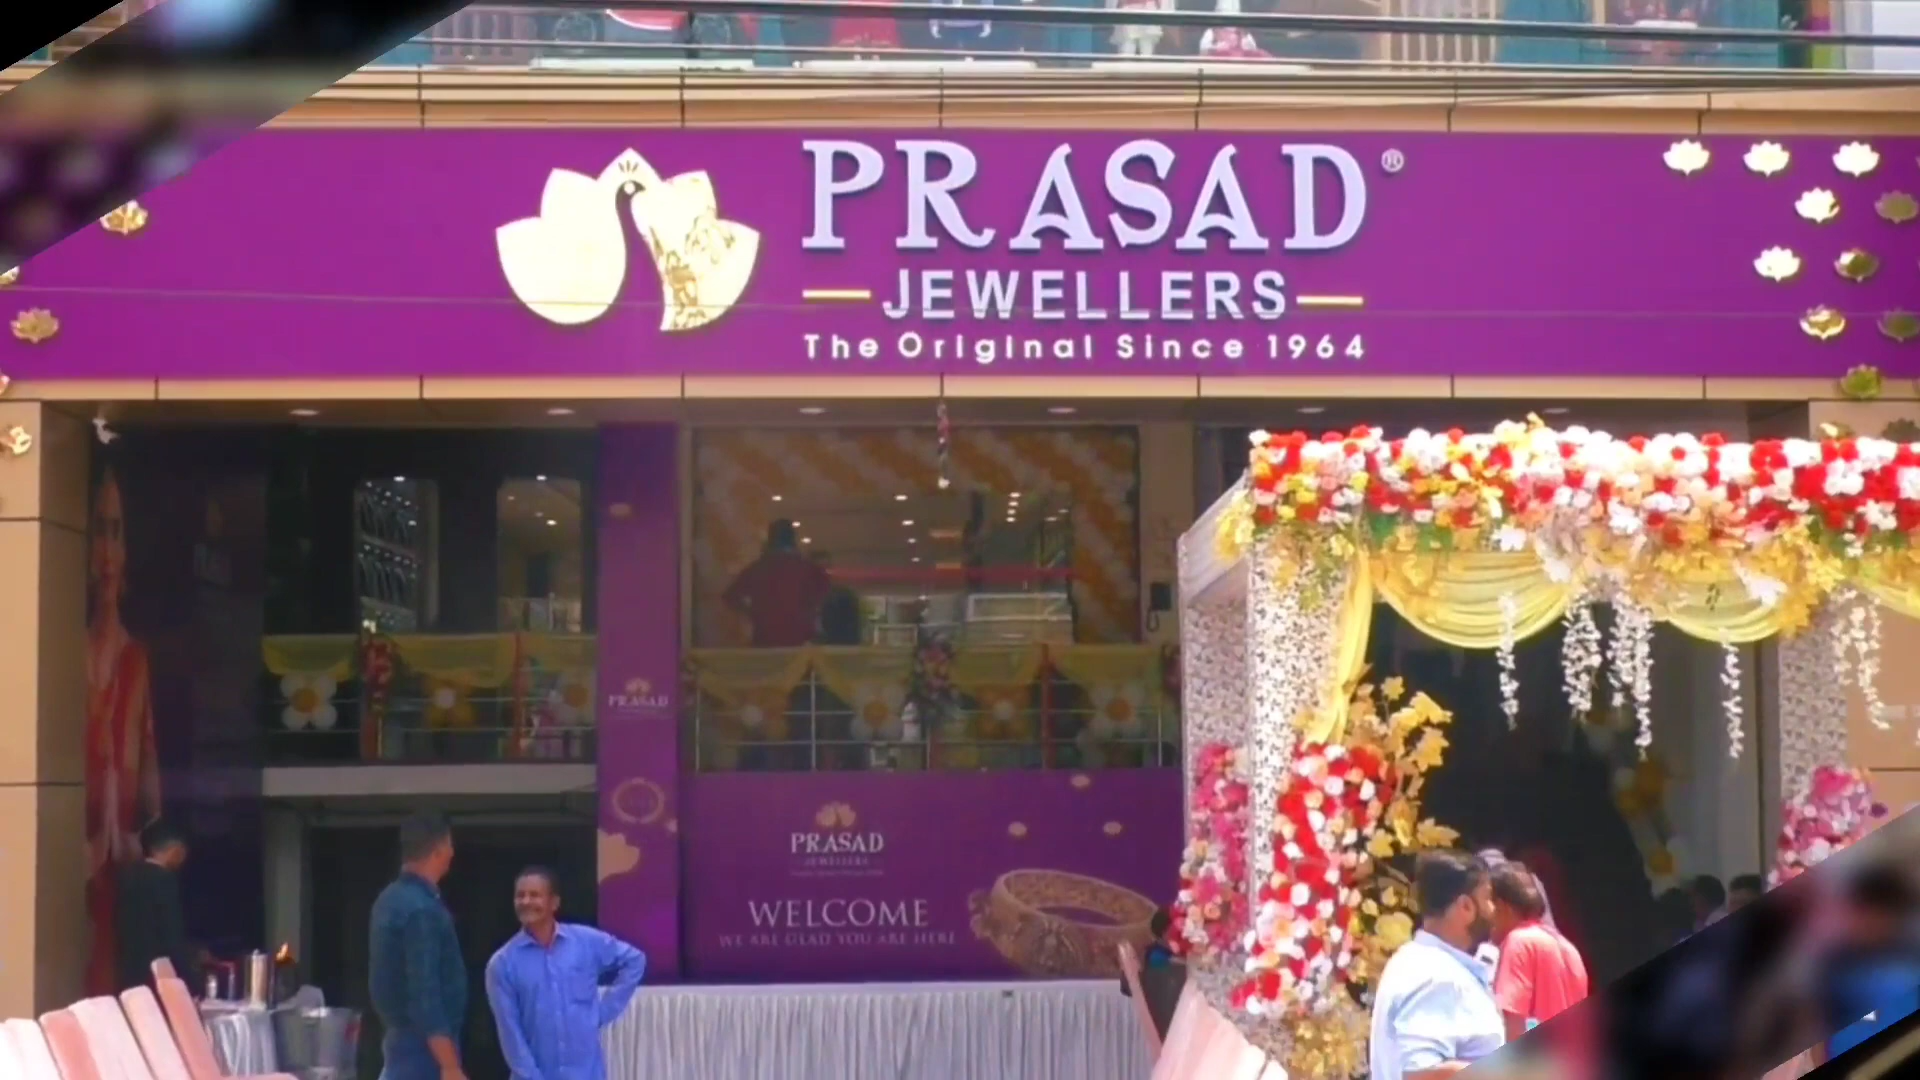 PRASAD®
JEWELLERS
The Original Since 1964
PRASAD
PRASAD
JEWELLERS
WELCOME
WE ARE GLAD YOU ARE HERE